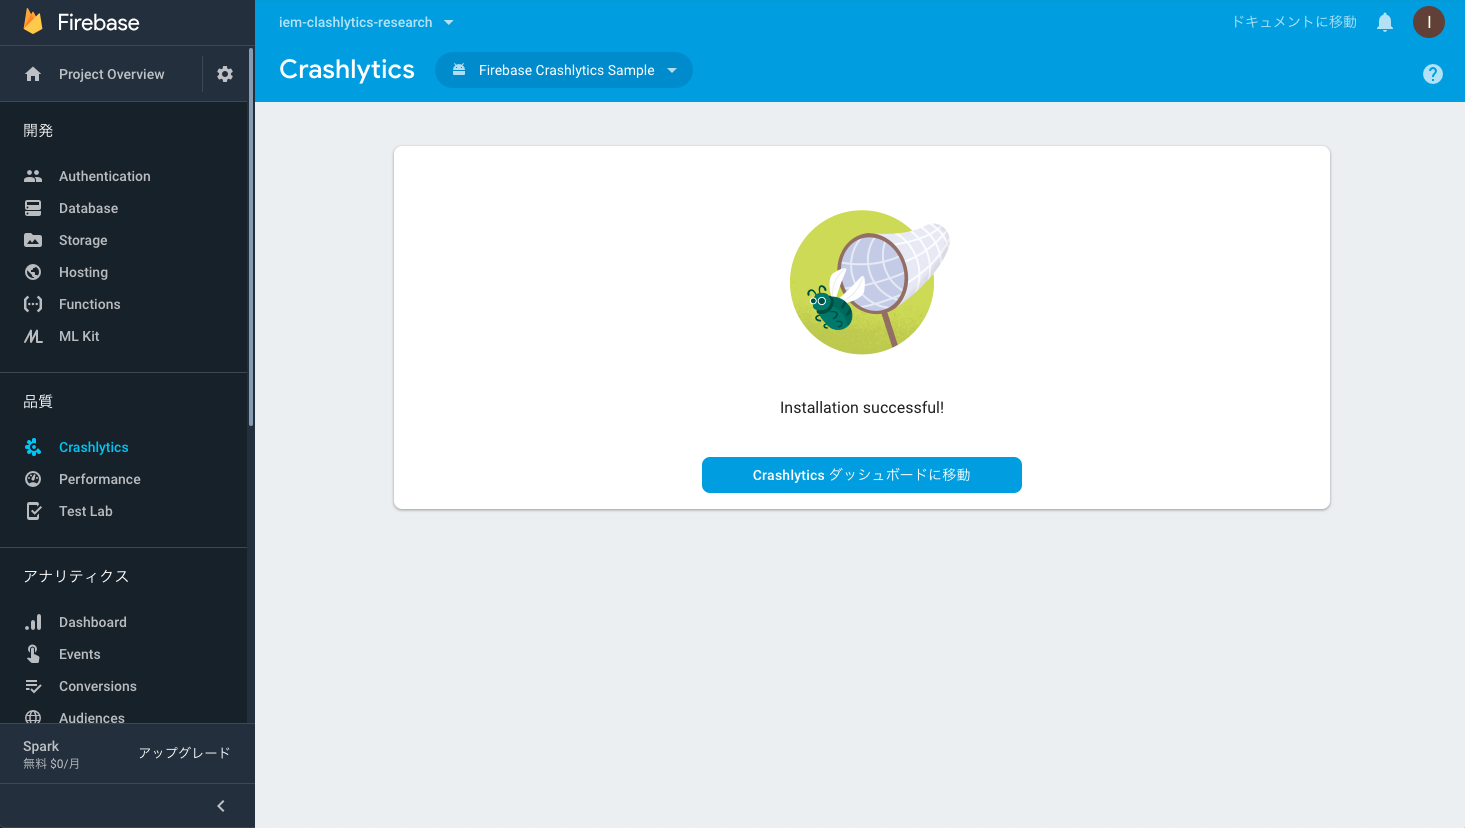 Firebase
Project Overview
開発
Authentication
Database
Storage
Hosting
Functions
ML Kit
品質
Crashlytics
Performance
Test Lab
アナリティクス
Dashboard
Events
Conversions
Audiences
Spark
無料 $0/月
アップグレード
iem-clashlytics-research
ドキュメントに移動
I
Crashlytics
Firebase Crashlytics Sample
?
Installation successful!
Crashlytics ダッシュボードに移動